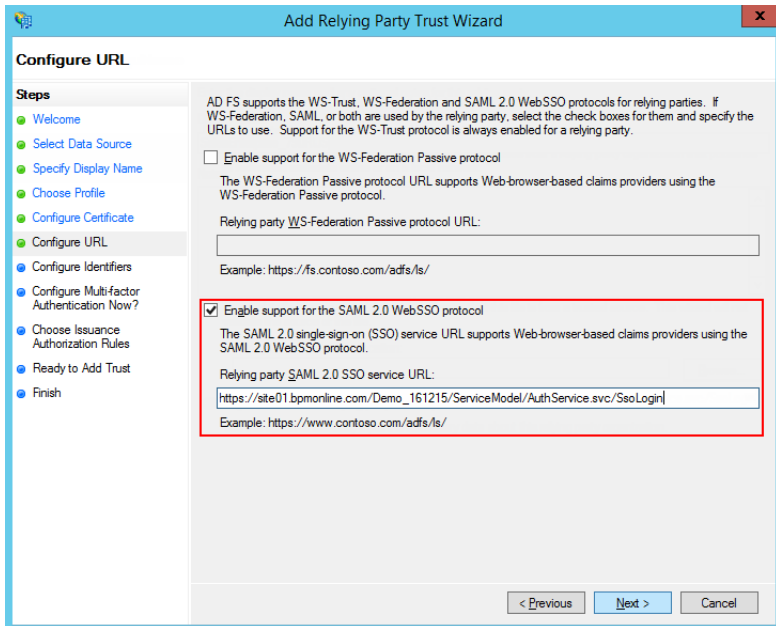 Add Relying Party Trust Wizard
x
Configure URL
Steps
Welcome
Select Data Source
Specify Display Name
Choose Profile
Configure Certificate
Configure URL
Configure Identifiers
Configure Multi-factor
Authentication Now?
Choose Issuance
Authorization Rules
Ready to Add Trust
Finish
AD FS supports the WS-Trust, WS-Federation and SAML 2.0 WebSSO protocols for relying parties. If
WS-Federation, SAML, or both are used by the relying party, select the check boxes for them and specify the
URLs to use. Support for the WS-Trust protocol is always enabled for a relying party.
Enable support for the WS-Federation Passive protocol
The WS-Federation Passive protocol URL supports Web-browser-based claims providers using the
WS-Federation Passive protocol.
Relying party WS-Federation Passive protocol URL:
Example: https://fs.contoso.com/adfs/ls/
Enable support for the SAML 2.0 WebSSO protocol
The SAML 2.0 single-sign-on (SSO) service URL supports Web-browser-based claims providers using the
SAML 2.0 WebSSO protocol.
Relying party SAML 2.0 SSO service URL:
https://site01.bpmonline.com/Demo_161215/ServiceModel/AuthService.svc/SsoLogin
Example: https://www.contoso.com/adfs/ls/
< Previous
Next >
Cancel